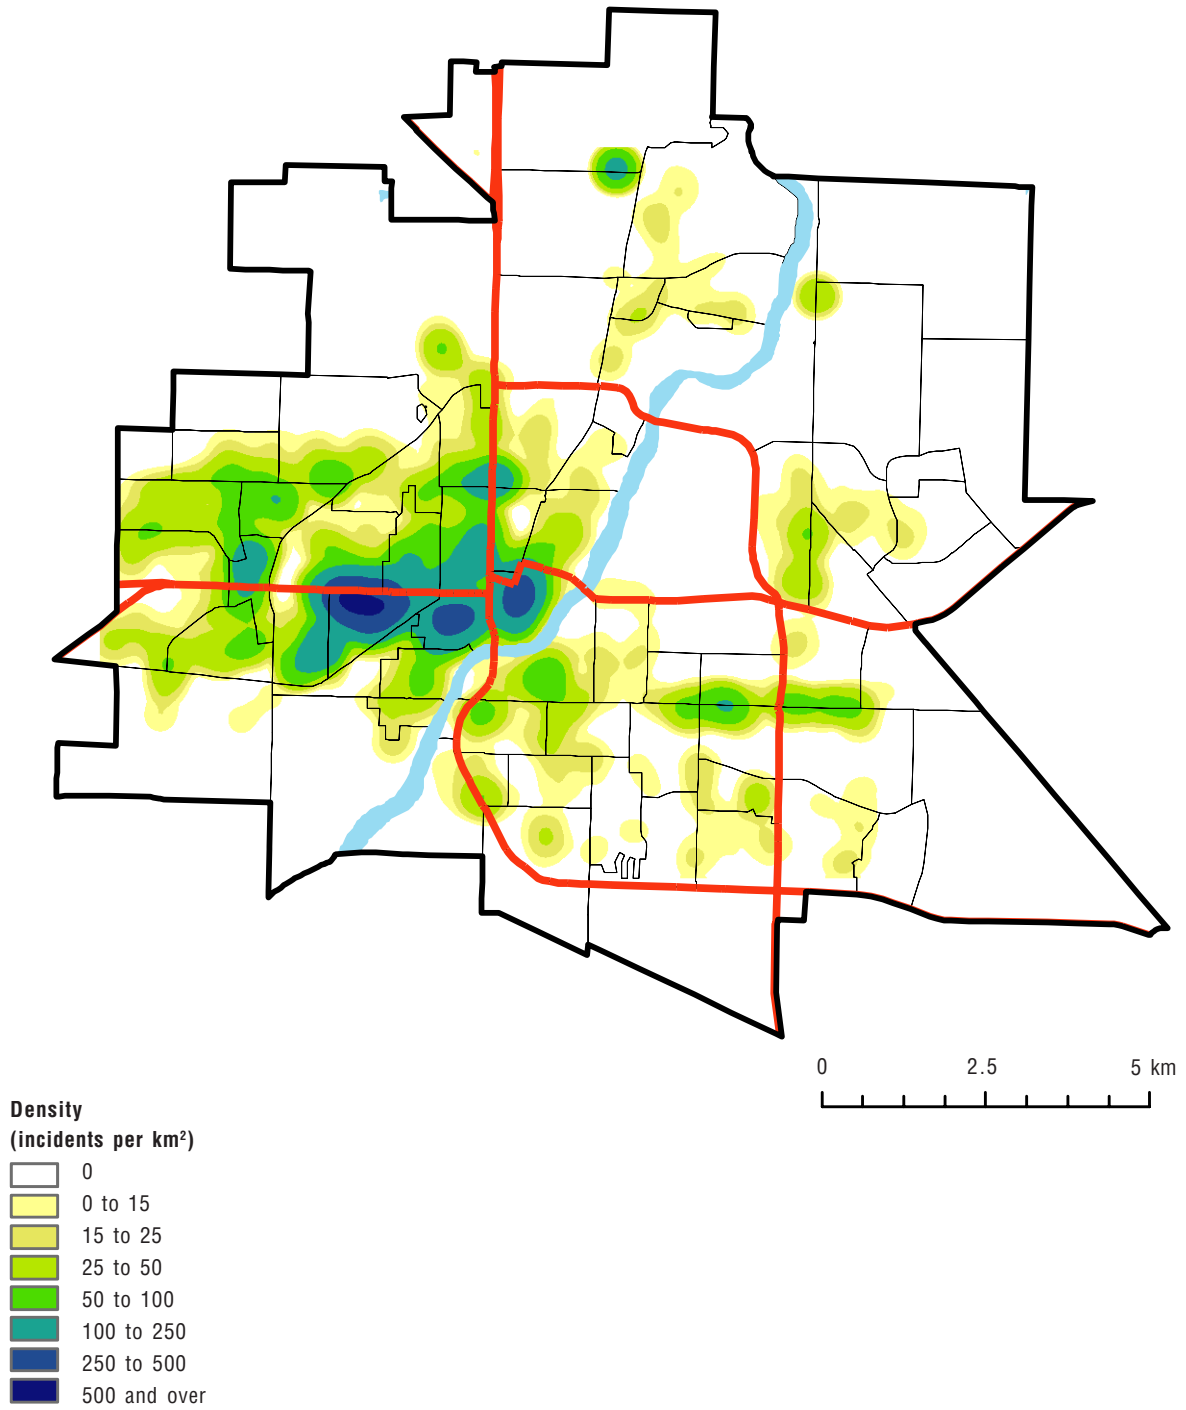 0 2.5 5 km
Density
(incidents per km²)
0
0 to 15
15 to 25
25 to 50
50 to 100
100 to 250
250 to 500
500 and over